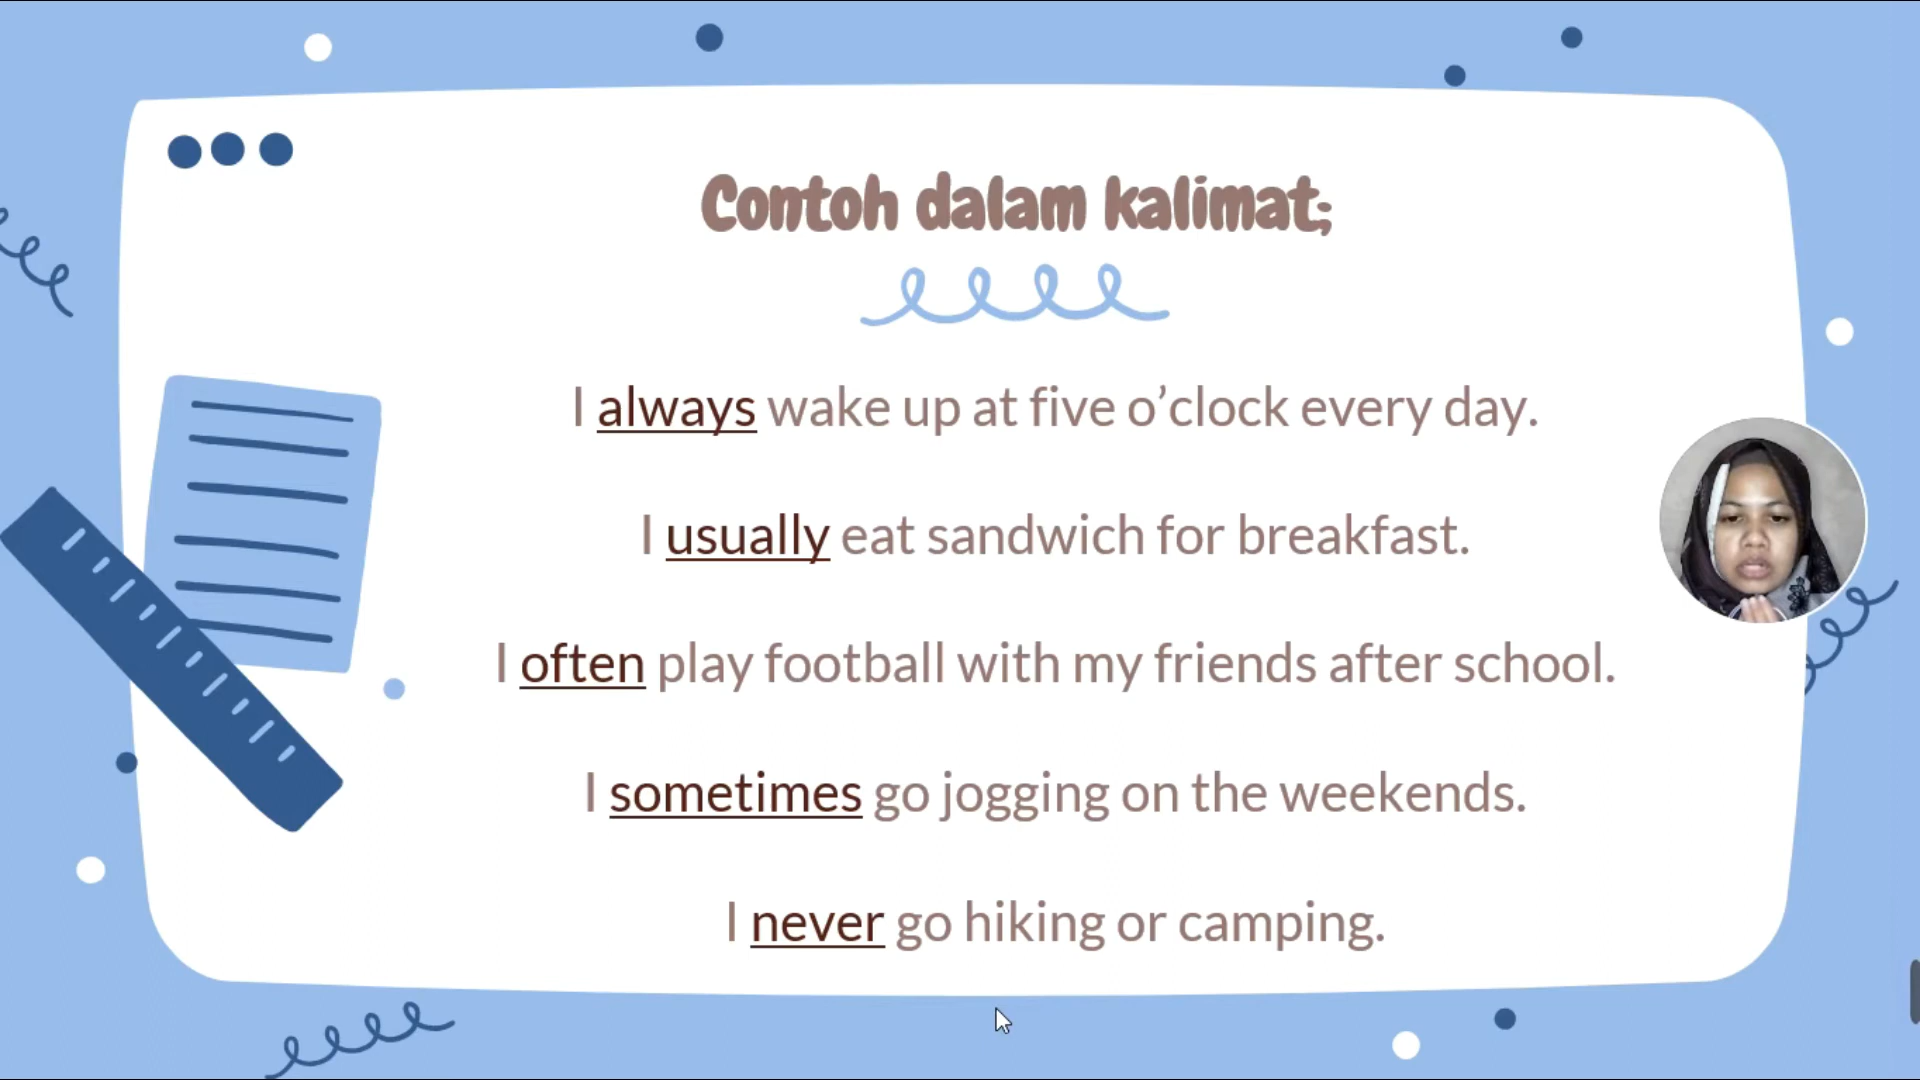 Contoh dalam kalimat;
I always wake up at five o’clock every day.
I usually eat sandwich for breakfast.
I often play football with my friends after school.
I sometimes go jogging on the weekends.
I never go hiking or camping.